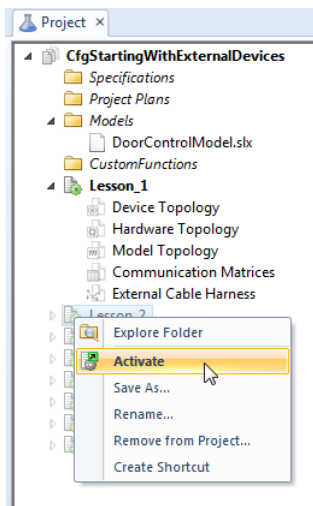 Project
CfgStartingWithExternalDevices
Specifications
Project Plans
Models
DoorControlModel.slx
CustomFunctions
Lesson_1
Device Topology
Hardware Topology
Model Topology
Communication Matrices
External Cable Harness
Lesson_2
Explore Folder
Activate
Save As...
Rename...
Remove from Project...
Create Shortcut